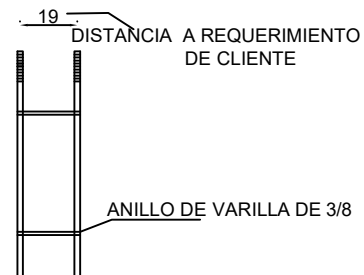 19
DISTANCIA A REQUERIMIENTO
DE CLIENTE
ANILLO DE VARILLA DE 3/8